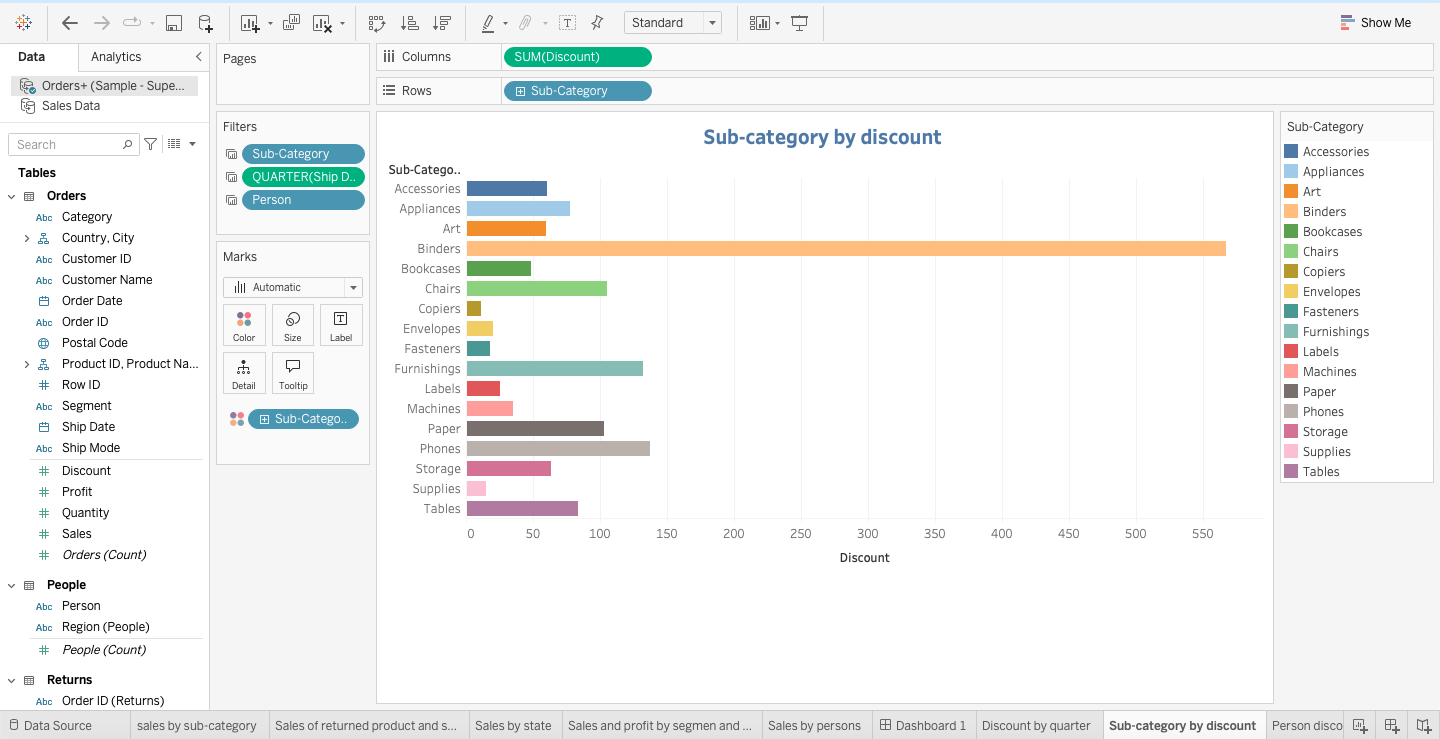 Standard
Show Me
Data
Analytics
Orders+ (Sample - Supe...
Sales Data
Search
Tables
Orders
Abc Category
Country, City
Abc Customer ID
Abc Customer Name
Order Date
Abc Order ID
Postal Code
Product ID, Product Na...
Row ID
Abc Segment
Ship Date
Abc Ship Mode
Discount
Profit
Quantity
Sales
Orders (Count)
People
Abc Person
Abc Region (People)
People (Count)
Returns
Abc Order ID (Returns)
Pages
Filters
Sub-Category
QUARTER(Ship D..
Person
Marks
Automatic
Color
Size
Label
Detail
Tooltip
Sub-Catego..
Columns
SUM(Discount)
Rows
Sub-Category
Sub-category by discount
Sub-Catego..
Accessories
Appliances
Art
Binders
Bookcases
Chairs
Copiers
Envelopes
Fasteners
Furnishings
Labels
Machines
Paper
Phones
Storage
Supplies
Tables
0 50 100 150 200 250 300 350 400 450 500 550
Discount
Sub-Category
Accessories
Appliances
Art
Binders
Bookcases
Chairs
Copiers
Envelopes
Fasteners
Furnishings
Labels
Machines
Paper
Phones
Storage
Supplies
Tables
Data Source
sales by sub-category
Sales of returned product and s...
Sales by state
Sales and profit by segmen and ...
Sales by persons
Dashboard 1
Discount by quarter
Sub-category by discount
Person disco